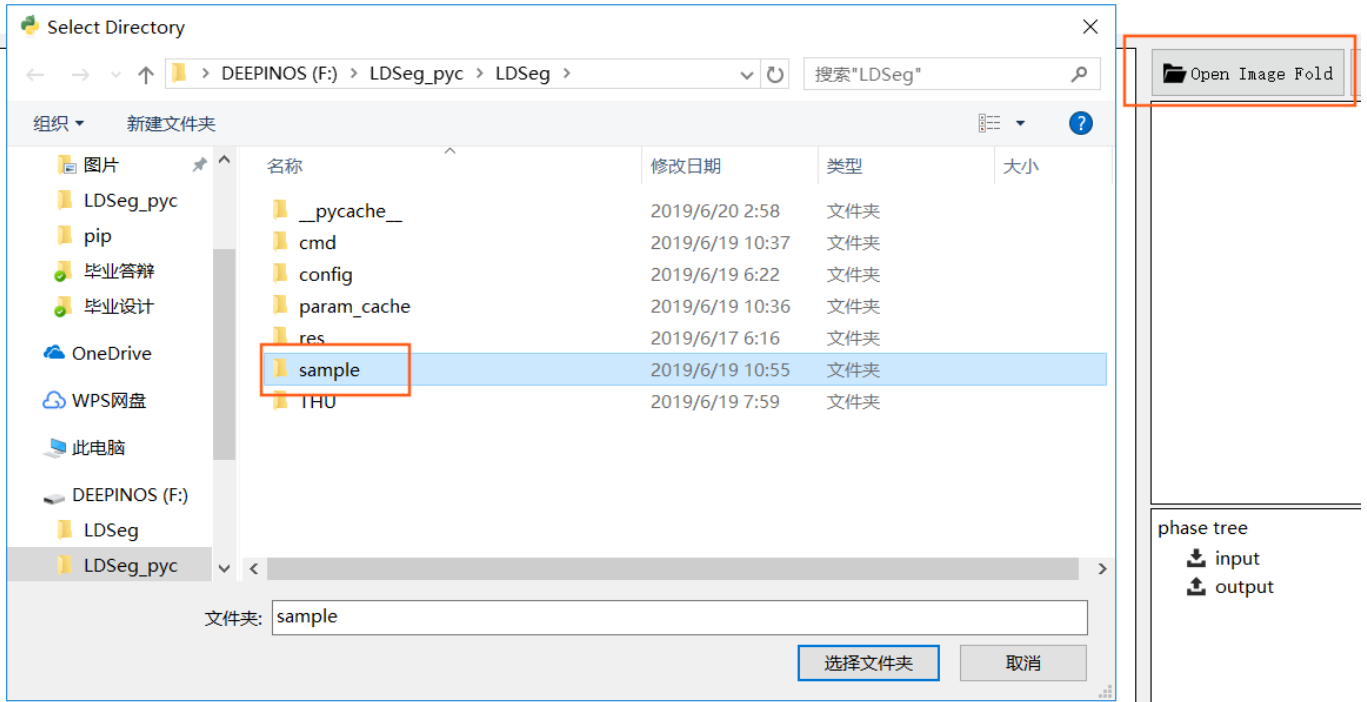 Select Directory
DEEPINOS (F:) > LDSeg_pyc > LDSeg >
搜索"LDSeg"
Open Image Fold
组织
新建文件夹
?
图片
LDSeg_pyc
pip
毕业答辩
毕业设计
OneDrive
WPS网盘
此电脑
DEEPINOS (F:)
LDSeg
LDSeg_pyc
名称 修改日期 类型 大小
__pycache__ 2019/6/20 2:58 文件夹
cmd 2019/6/19 10:37 文件夹
config 2019/6/19 6:22 文件夹
param_cache 2019/6/19 10:36 文件夹
res 2019/6/17 6:16 文件夹
sample 2019/6/19 10:55 文件夹
THU 2019/6/19 7:59 文件夹
文件夹: sample
选择文件夹 取消
phase tree
input
output